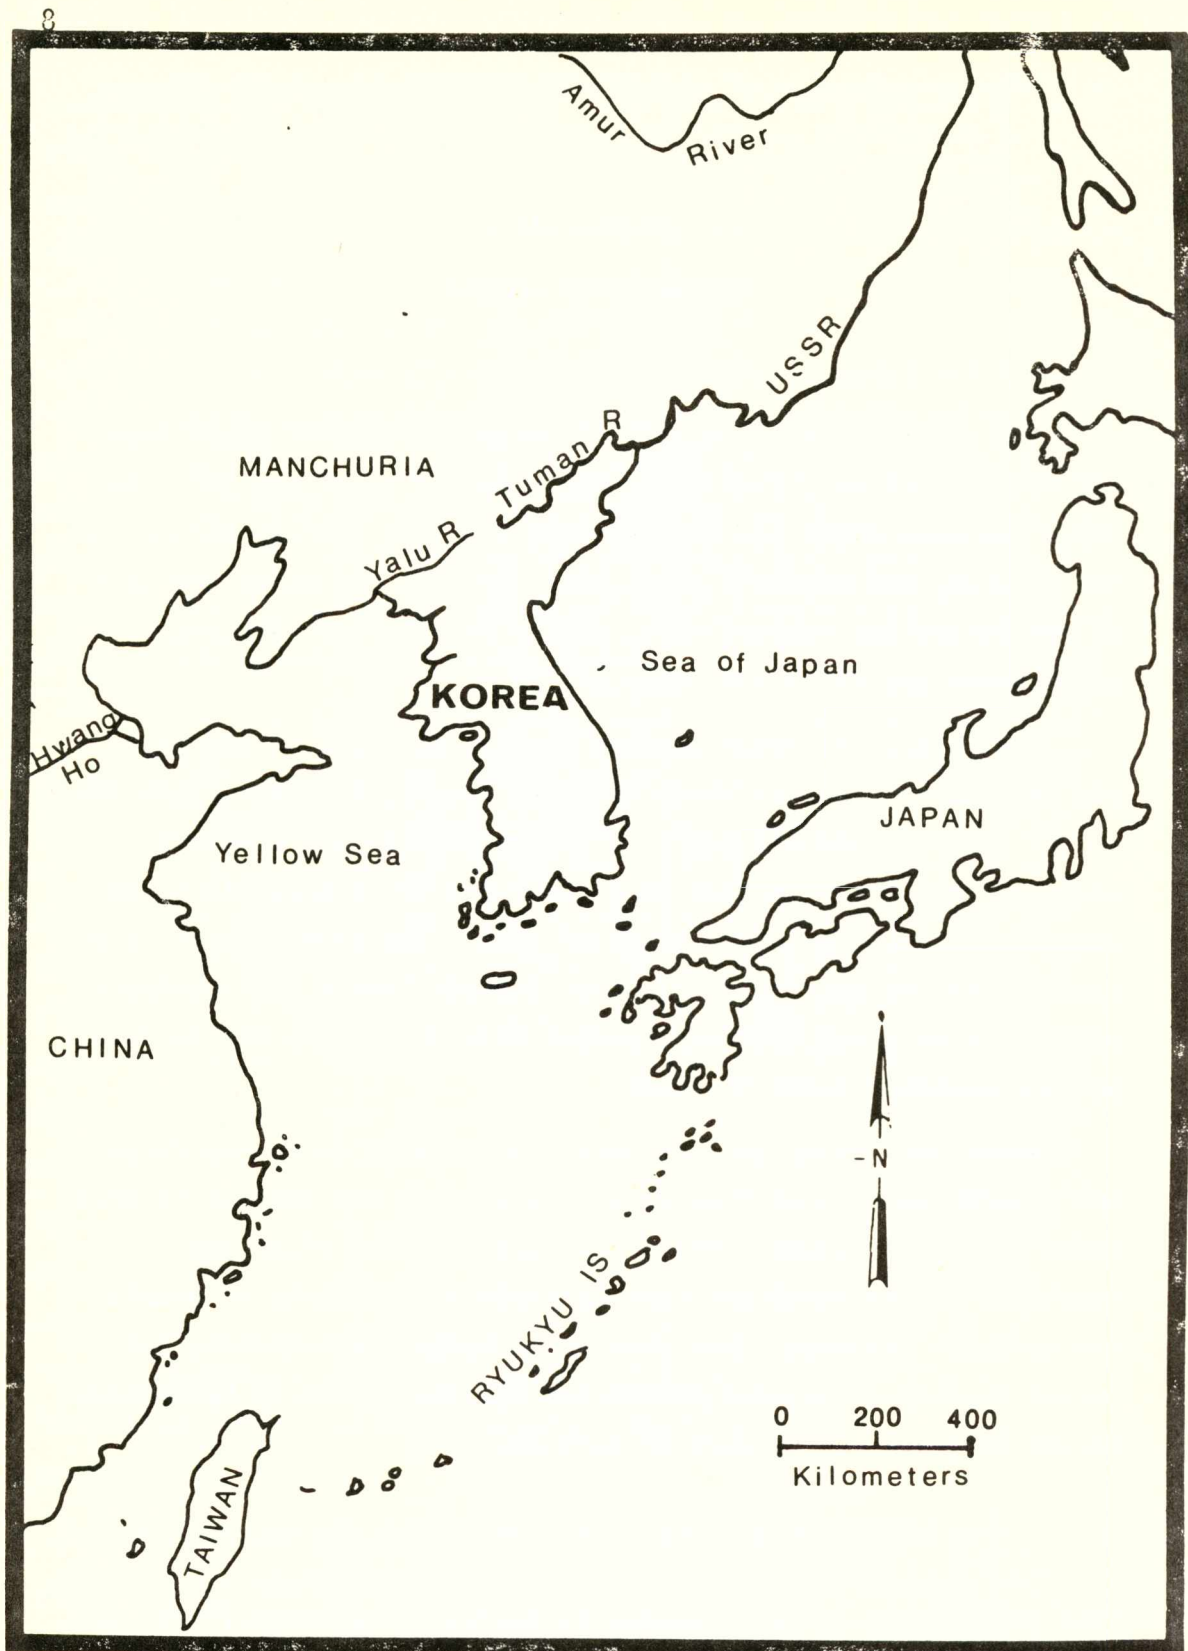 8
Amur
River
USSR
Tuman R
MANCHURIA
Yalu R
Sea of Japan
KOREA
Hwang
Ho
JAPAN
Yellow Sea
CHINA
N
RYUKYU IS
0 200 400
Kilometers
TAIWAN